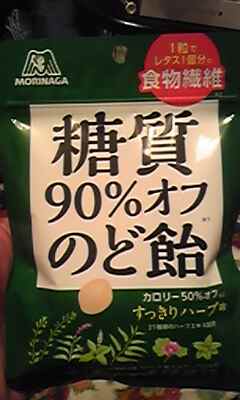 MORINAGA
1粒で
レタス1個分の
食物繊維
糖質
90%オフ
のど飴
カロリー50%オフ
すっきりハーブ味